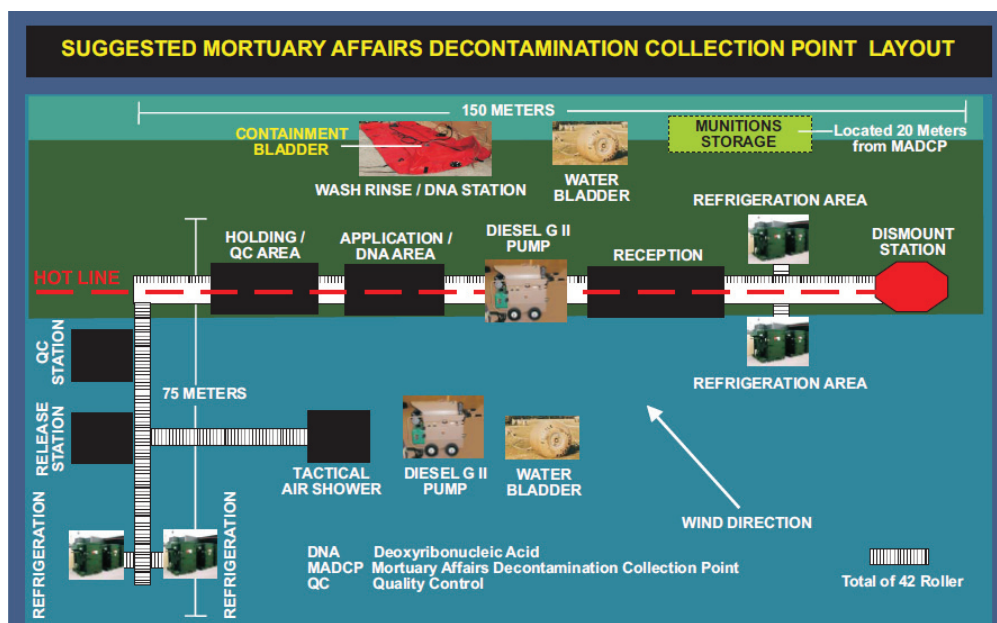 SUGGESTED MORTUARY AFFAIRS DECONTAMINATION COLLECTION POINT LAYOUT
150 METERS
CONTAINMENT
BLADDER
MUNITIONS
STORAGE
Located 20 Meters
from MADCP
WASH RINSE / DNA STATION
WATER
BLADDER
REFRIGERATION AREA
HOLDING /
QC AREA
APPLICATION /
DNA AREA
DIESEL G II
PUMP
RECEPTION
DISMOUNT
STATION
HOT LINE
QC
STATION
REFRIGERATION AREA
75 METERS
RELEASE
STATION
TACTICAL
AIR SHOWER
DIESEL G II
PUMP
WATER
BLADDER
WIND DIRECTION
REFRIGERATION
REFRIGERATION
DNA Deoxyribonucleic Acid
MADCP Mortuary Affairs Decontamination Collection Point
QC Quality Control
Total of 42 Roller